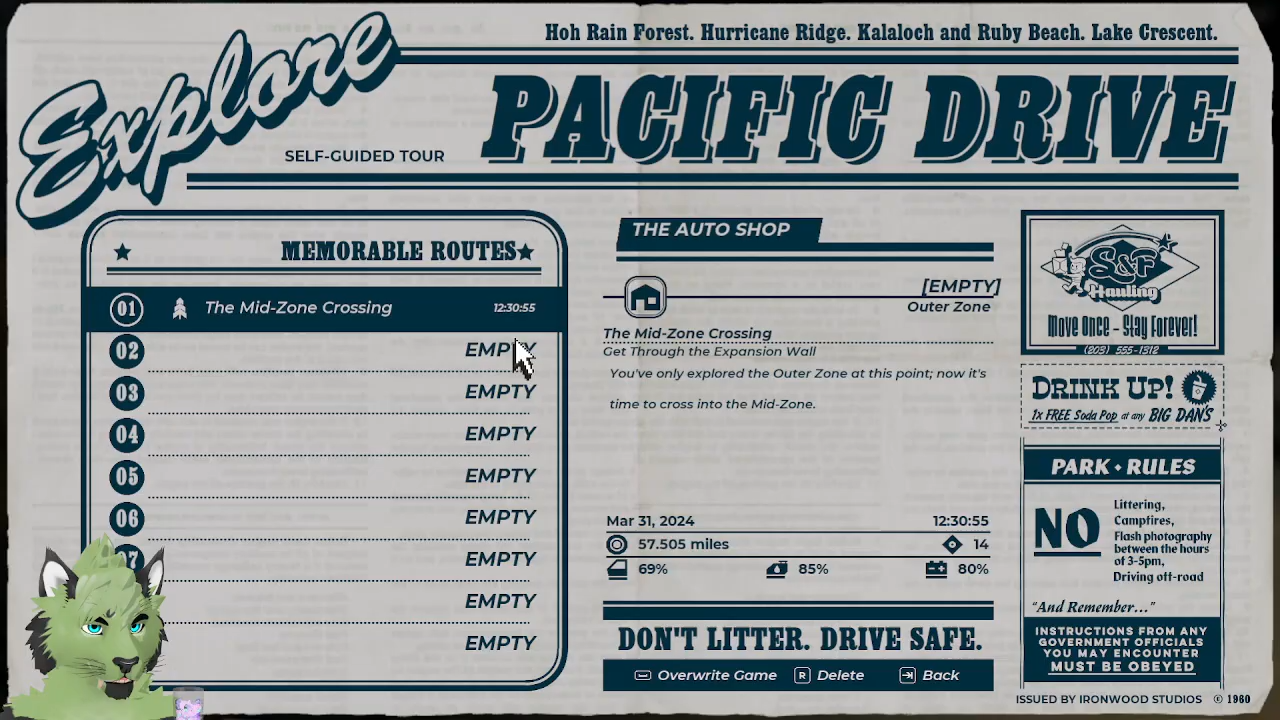 Hoh Rain Forest. Hurricane Ridge. Kalaloch and Ruby Beach. Lake Crescent.
Explore
PACIFIC DRIVE
SELF-GUIDED TOUR
MEMORABLE ROUTES
01 The Mid-Zone Crossing 12:30:55
02 EMPTY
03 EMPTY
04 EMPTY
05 EMPTY
06 EMPTY
7 EMPTY
EMPTY
EMPTY
THE AUTO SHOP
[EMPTY]
Outer Zone
The Mid-Zone Crossing
Get Through the Expansion Wall
You've only explored the Outer Zone at this point; now it's
time to cross into the Mid-Zone.
Mar 31, 2024 12:30:55
57.505 miles 14
69% 85% 80%
DON'T LITTER. DRIVE SAFE.
Overwrite Game R Delete Back
S&F
Hauling
Move Once - Stay Forever!
(203) 555-1312
DRINK UP!
1x FREE Soda Pop at any BIG DAN'S
PARK • RULES
NO
Littering,
Campfires,
Flash photography
between the hours
of 3-5pm,
Driving off-road
"And Remember..."
INSTRUCTIONS FROM ANY
GOVERNMENT OFFICIALS
YOU MAY ENCOUNTER
MUST BE OBEYED
ISSUED BY IRONWOOD STUDIOS © 1960